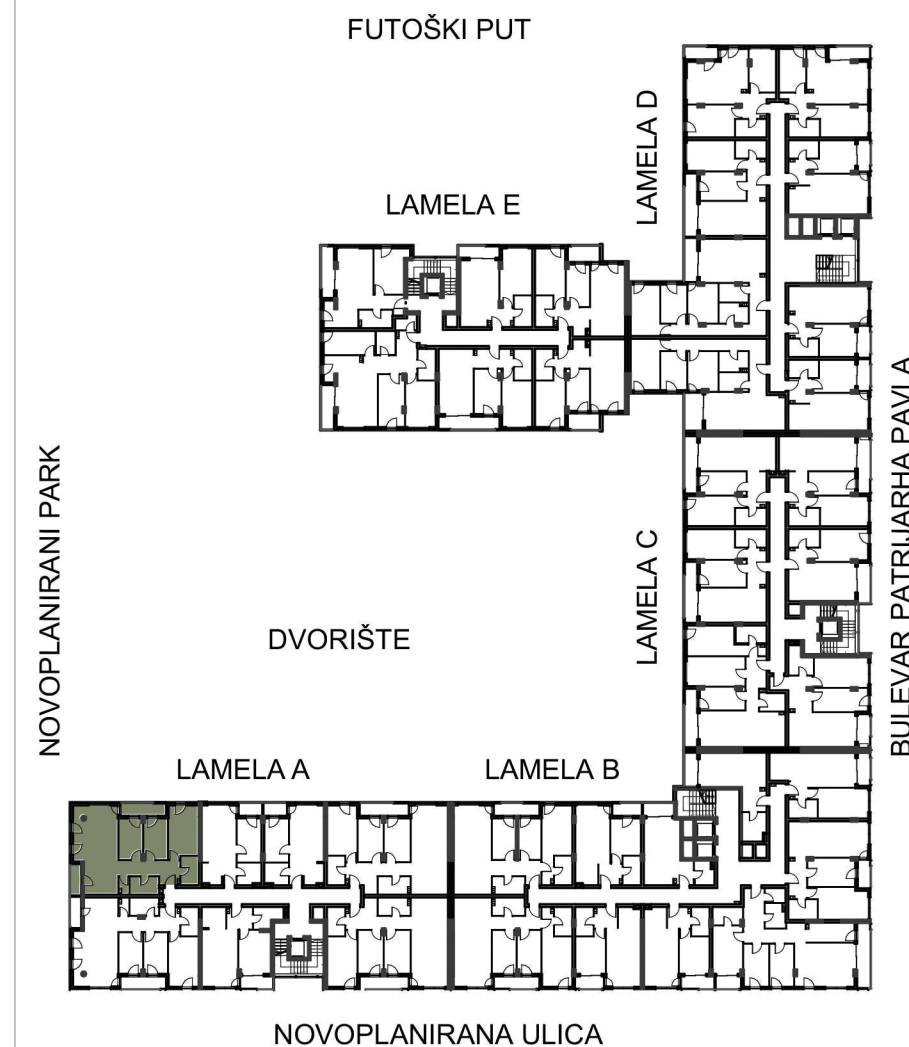 FUTOŠKI PUT
LAMELA D
LAMELA E
BULEVAR PATRIJARHA PAVLA
NOVOPLANIRANI PARK
LAMELA C
DVORIŠTE
LAMELA A
LAMELA B
NOVOPLANIRANA ULICA